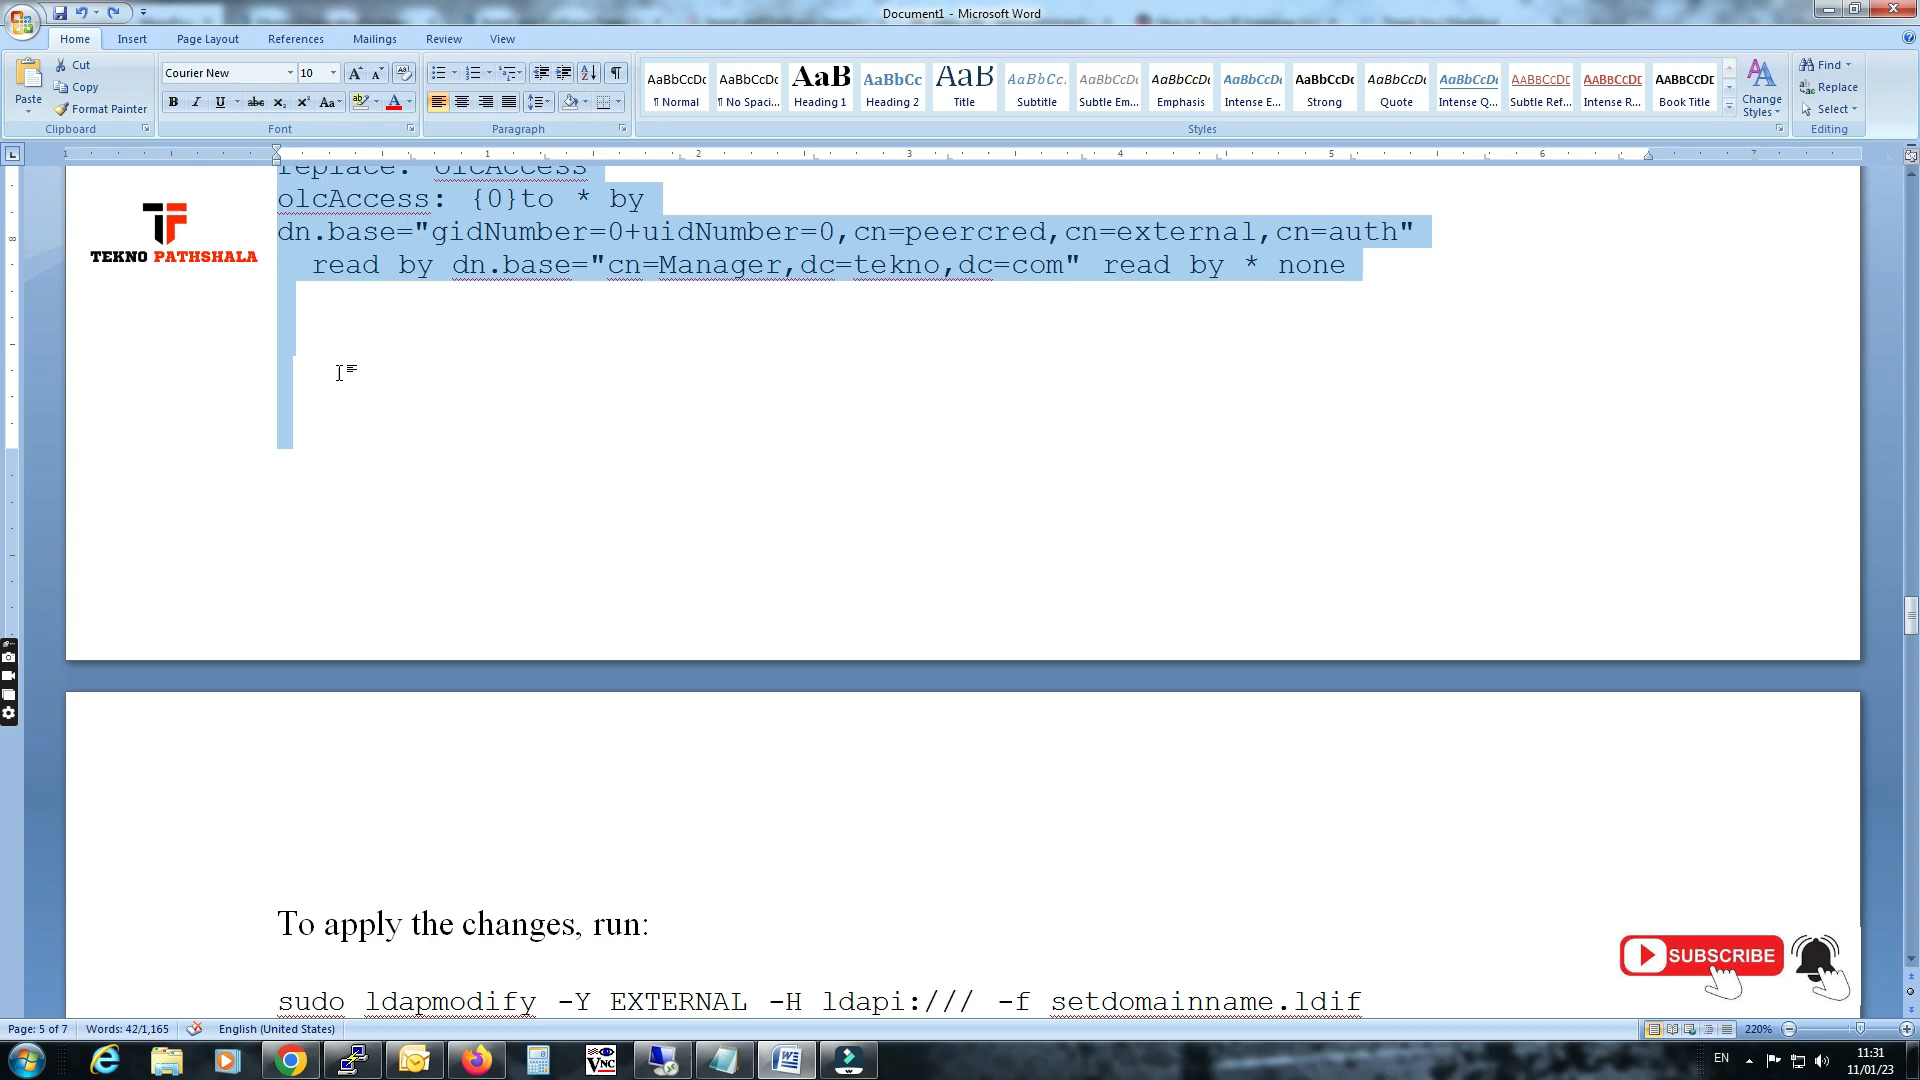 Document1 - Microsoft Word
Home Insert Page Layout References Mailings Review View
Paste
Cut
Copy
Format Painter
Clipboard
Courier New 10
Font
Paragraph
AaBbCcDc AaBbCcDc AaB AaBbCc AaB AaBbCc. AaBbCcDc AaBbCcDc AaBbCcDc AaBbCcDc AaBbCcDc AaBbCcDc AABBCCDE AABBCCDE AABBCCDE
¶ Normal ¶ No Spaci... Heading 1 Heading 2 Title Subtitle Subtle Em... Emphasis Intense E... Strong Quote Intense Q... Subtle Ref... Intense R... Book Title
Change Styles
Styles
Find
Replace
Select
Editing
replace: olcAccess
olcAccess: {0}to * by
dn.base="gidNumber=0+uidNumber=0,cn=peercred,cn=external,cn=auth"
read by dn.base="cn=Manager,dc=tekno,dc=com" read by * none
TF
TEKNO PATHSHALA
To apply the changes, run:
sudo ldapmodify -Y EXTERNAL -H ldapi:/// -f setdomainname.ldif
SUBSCRIBE
Page: 5 of 7 Words: 42/1,165 English (United States) 220%
EN
11:31
11/01/23